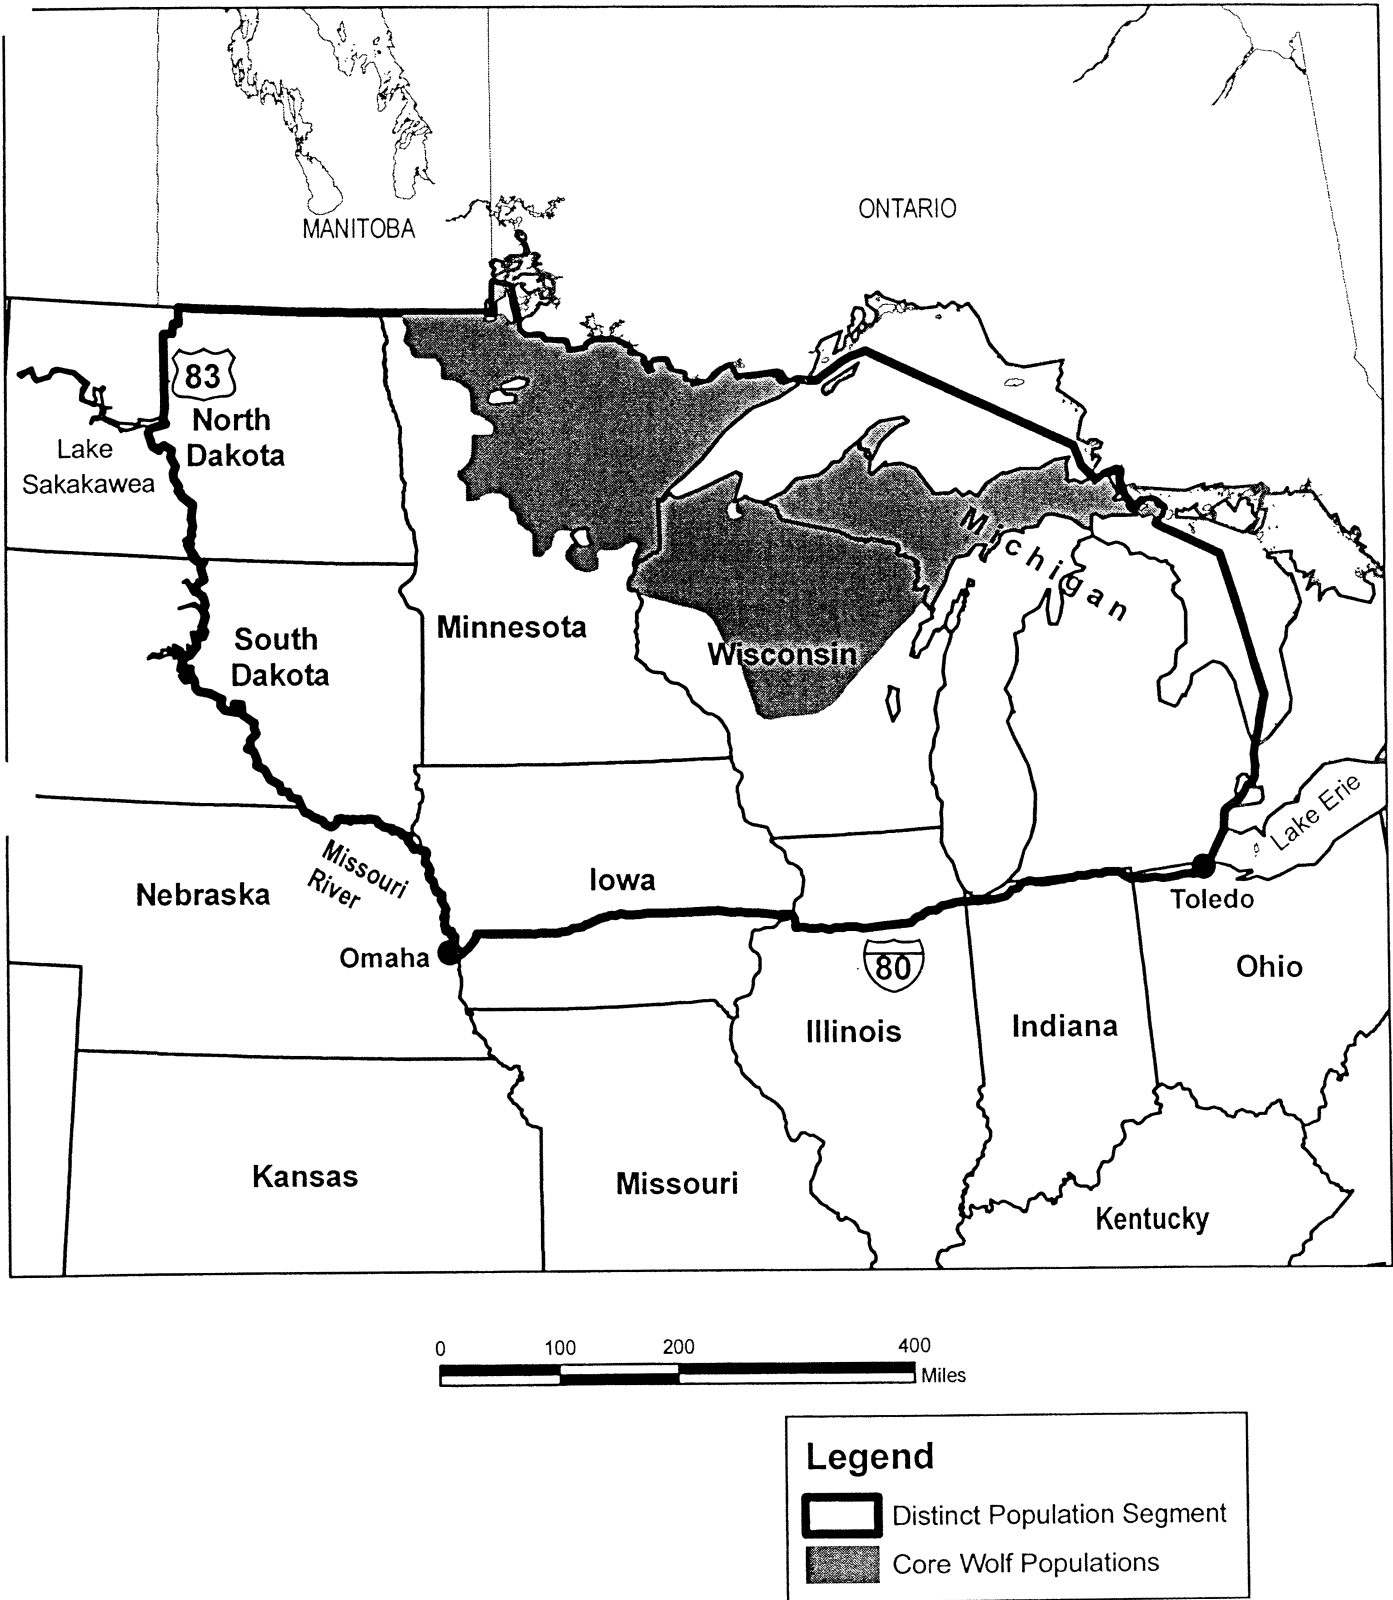 MANITOBA
ONTARIO
83
North
Dakota
Lake
Sakakawea
Michigan
Minnesota
South
Dakota
Wisconsin
Lake Erie
Missouri
River
Nebraska
Iowa
Toledo
Omaha
80
Ohio
Illinois
Indiana
Kansas
Missouri
Kentucky
0 100 200 400
Miles
Legend
Distinct Population Segment
Core Wolf Populations